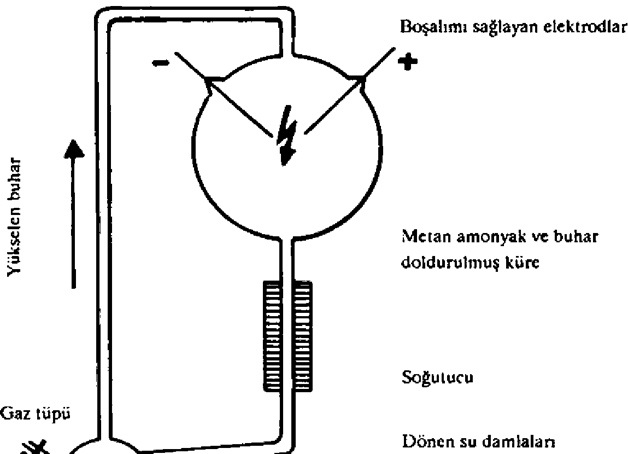 Boşalımı sağlayan elektrodlar
- +
Yükselen buhar
Metan amonyak ve buhar
doldurulmuş küre
Soğutucu
Gaz tüpü
Dönen su damlaları